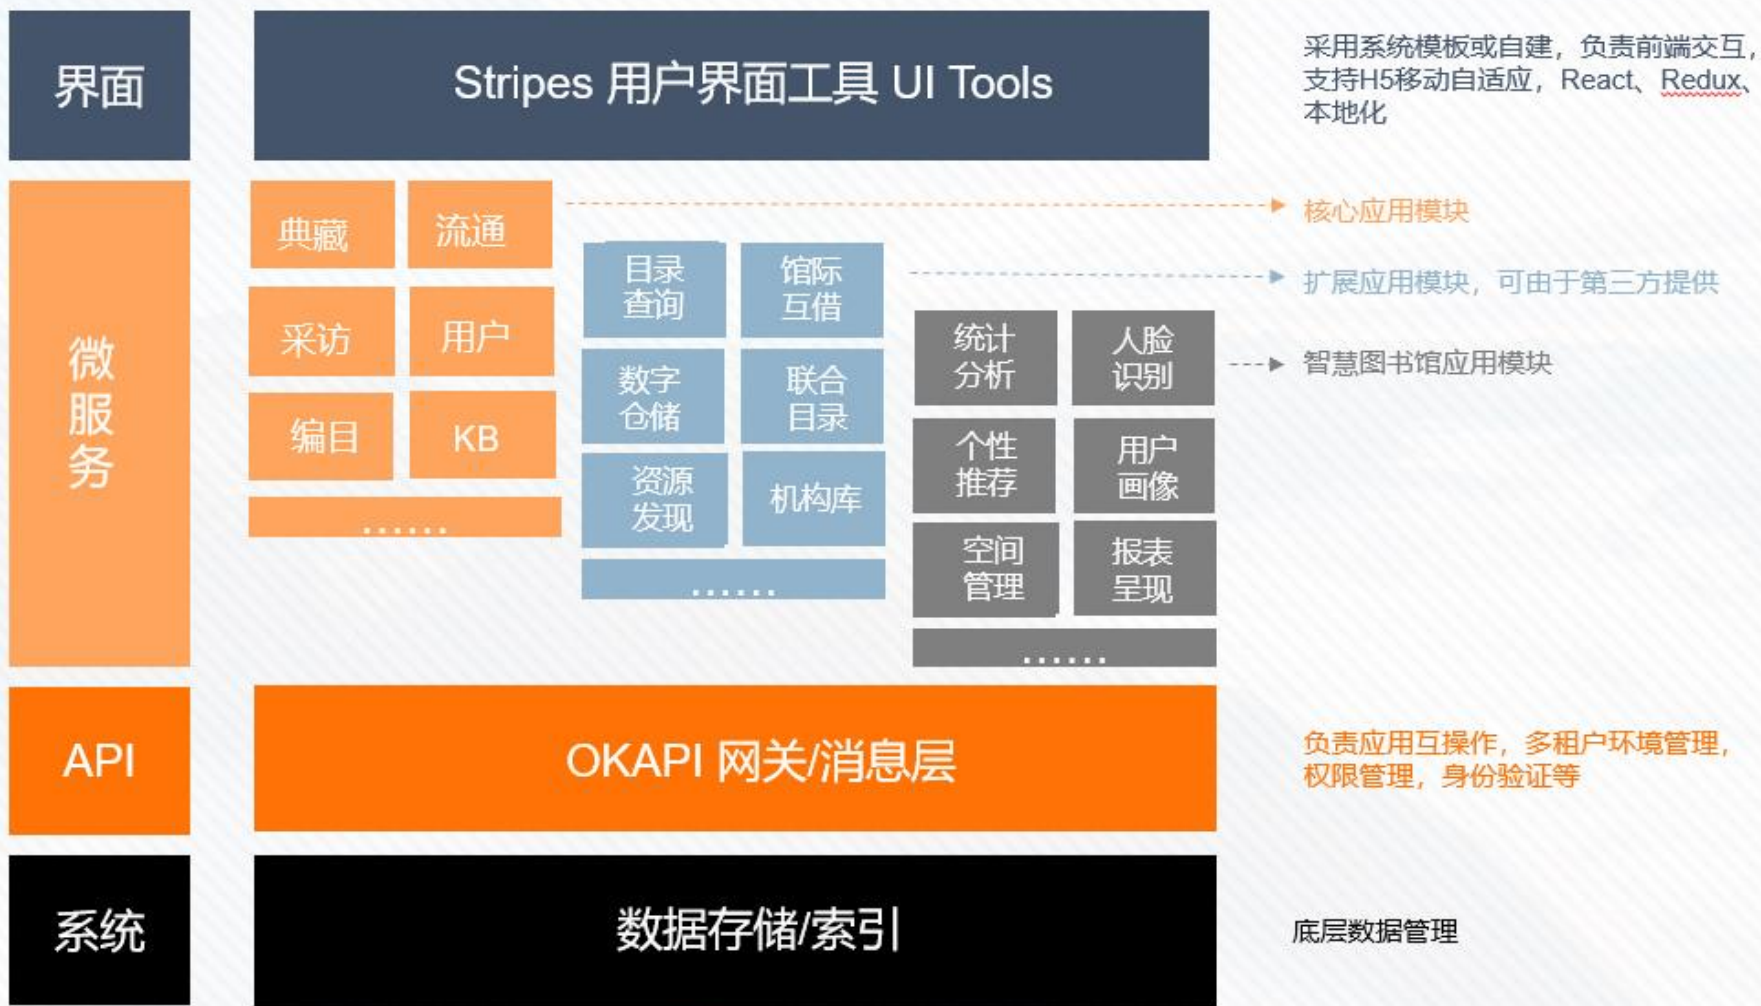 界面
Stripes 用户界面工具 UI Tools
采用系统模板或自建，负责前端交互，
支持H5移动自适应，React、Redux、
本地化
微
服
务
典藏
流通
采访
用户
编目
KB
......
核心应用模块
目录
查询
馆际
互借
数字
仓储
联合
目录
资源
发现
机构库
......
扩展应用模块，可由于第三方提供
统计
分析
人脸
识别
个性
推荐
用户
画像
空间
管理
报表
呈现
......
智慧图书馆应用模块
API
OKAPI 网关/消息层
负责应用互操作，多租户环境管理，
权限管理，身份验证等
系统
数据存储/索引
底层数据管理